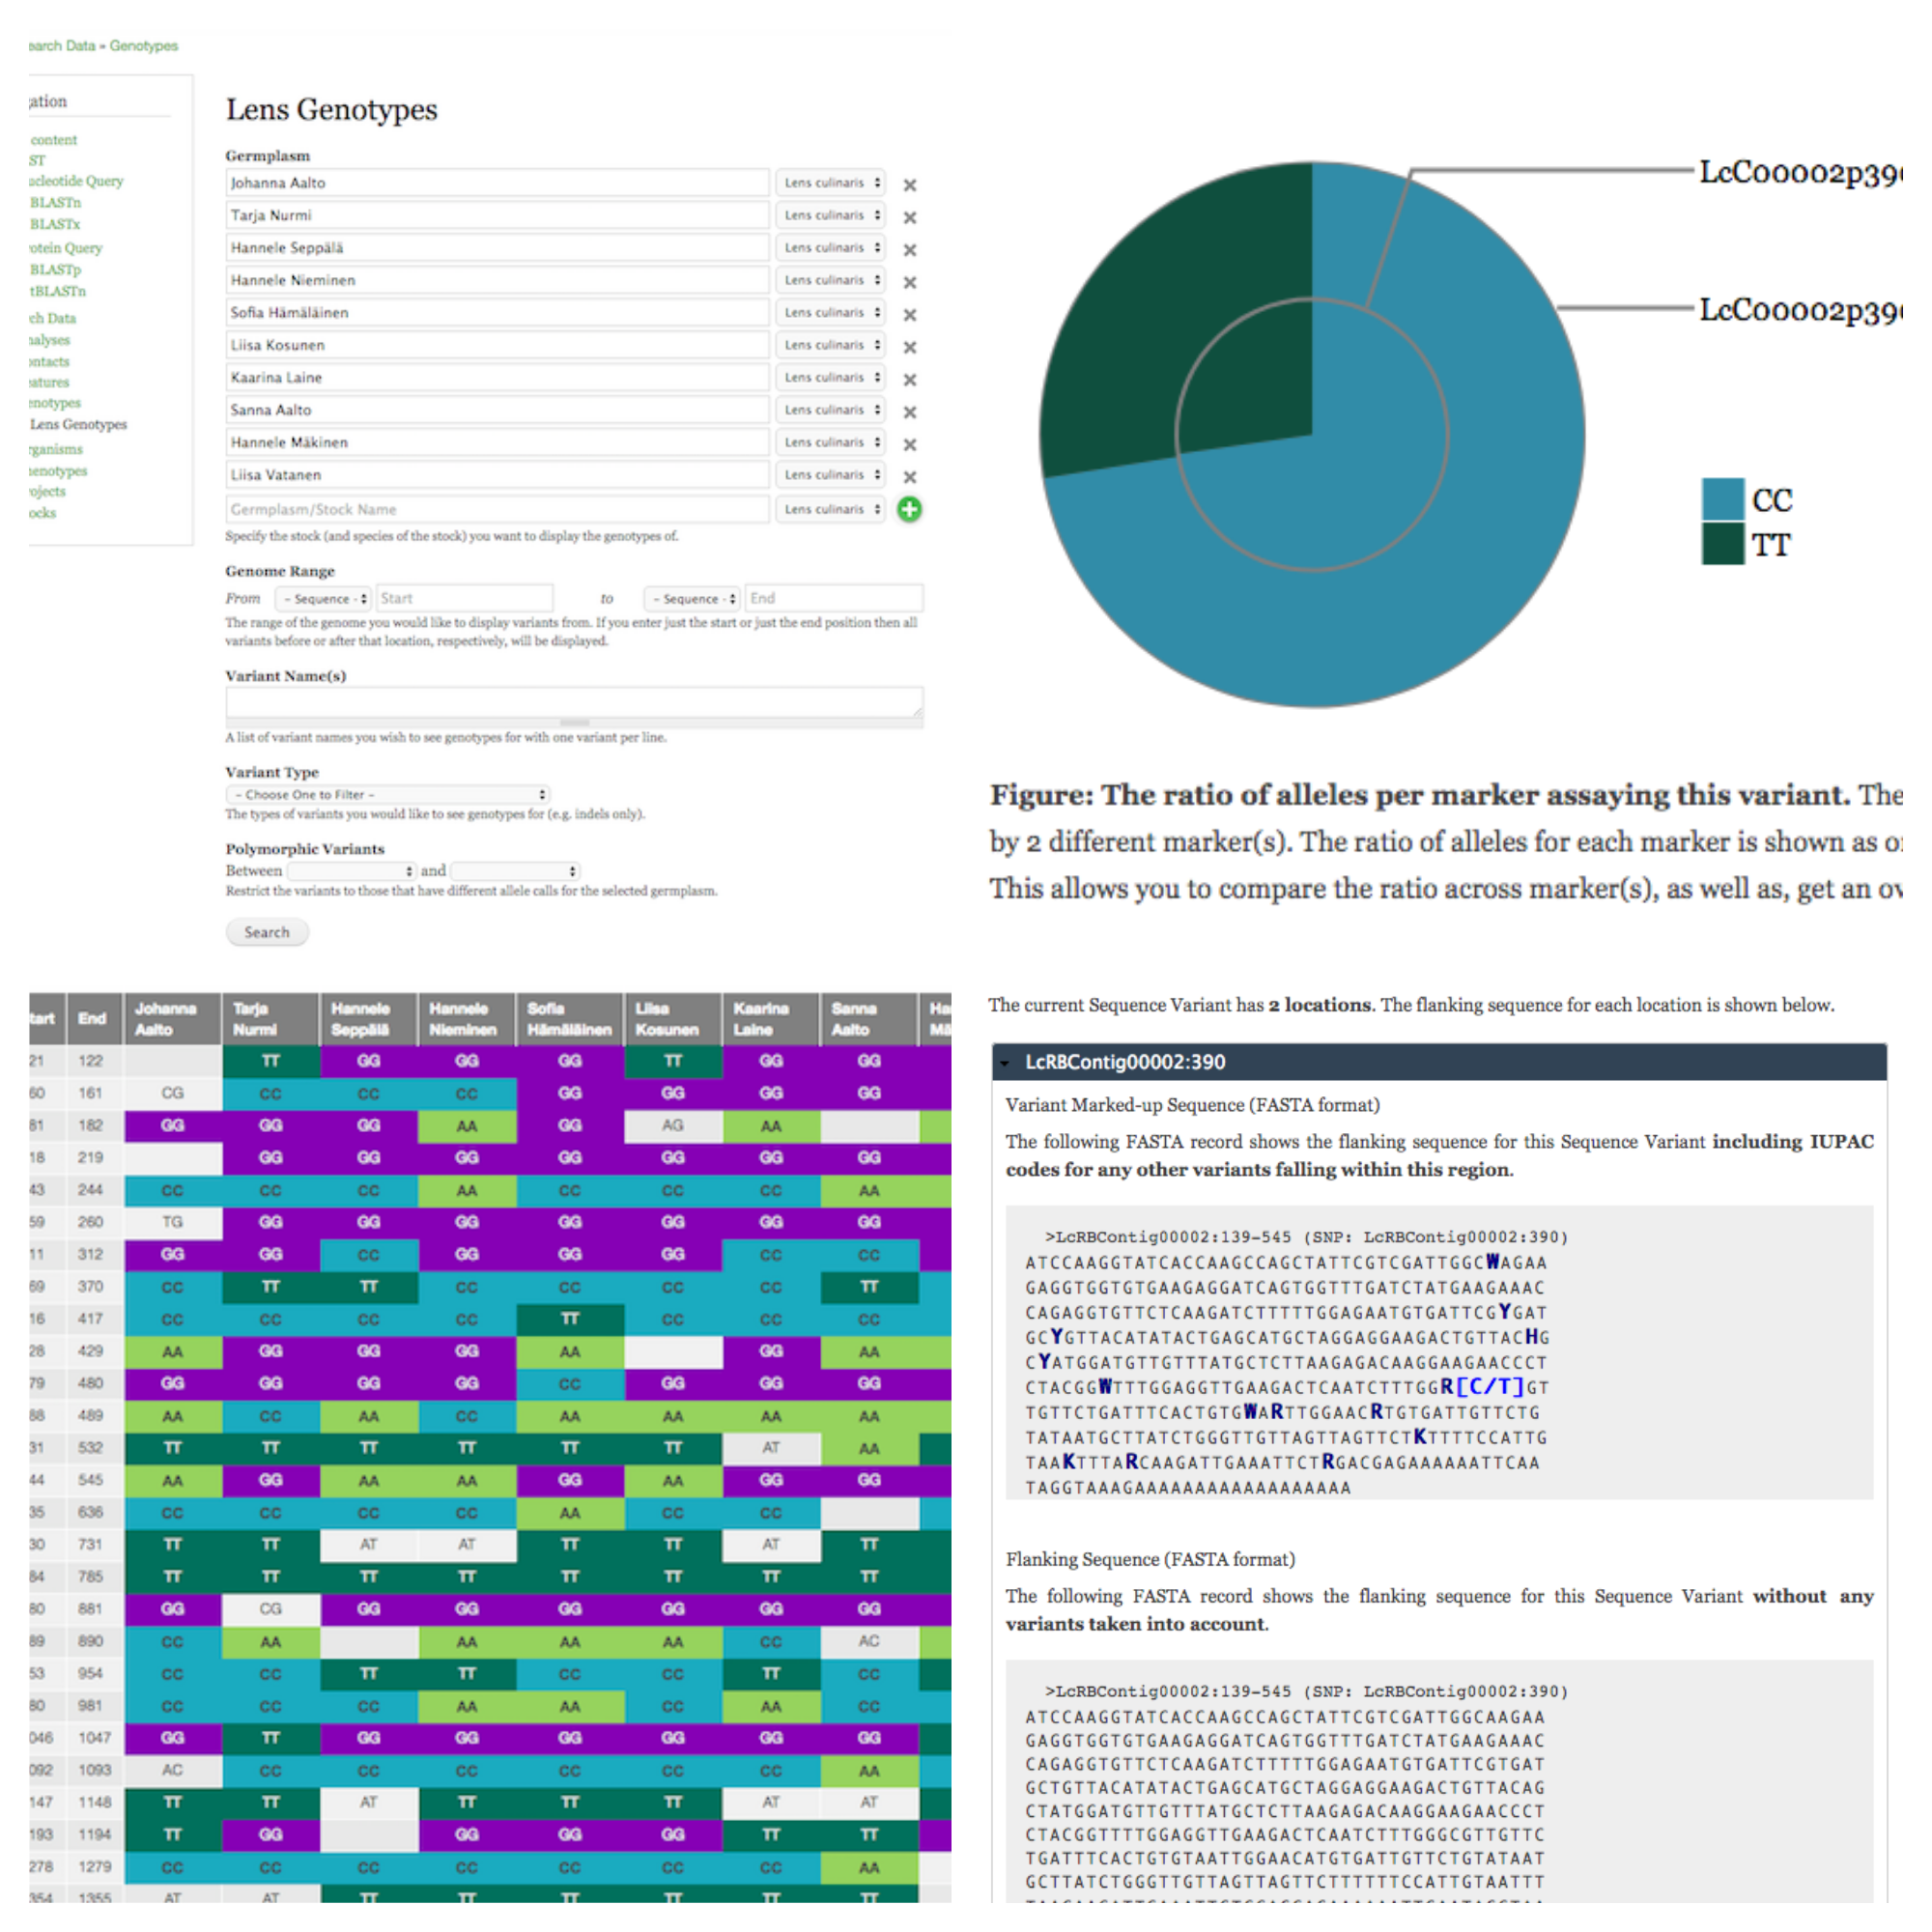 earch Data » Genotypes
gation
content
ST
ucleotide Query
BLASTn
BLASTx
rotein Query
BLASTp
tBLASTn
rch Data
nalyses
ontacts
eatures
enotypes
Lens Genotypes
rganisms
henotypes
rojects
ocks
Lens Genotypes
Germplasm
Johanna Aalto Lens culinaris
Tarja Nurmi Lens culinaris
Hannele Seppälä Lens culinaris
Hannele Nieminen Lens culinaris
Sofia Hämäläinen Lens culinaris
Liisa Kosunen Lens culinaris
Kaarina Laine Lens culinaris
Sanna Aalto Lens culinaris
Hannele Mäkinen Lens culinaris
Liisa Vatanen Lens culinaris
Germplasm/Stock Name Lens culinaris
Specify the stock (and species of the stock) you want to display the genotypes of.
Genome Range
From - Sequence - Start to - Sequence - End
The range of the genome you would like to display variants from. If you enter just the start or just the end position then all
variants before or after that location, respectively, will be displayed.
Variant Name(s)
A list of variant names you wish to see genotypes for with one variant per line.
Variant Type
- Choose One to Filter -
The types of variants you would like to see genotypes for (e.g. indels only).
Polymorphic Variants
Between and
Restrict the variants to those that have different allele calls for the selected germplasm.
Search
LcC00002p39
LcC00002p39
CC
TT
Figure: The ratio of alleles per marker assaying this variant. The
by 2 different marker(s). The ratio of alleles for each marker is shown as o
This allows you to compare the ratio across marker(s), as well as, get an ov
tart End Johanna Aalto Tarja Nurmi Hannele Seppälä Hannele Nieminen Sofia Hämäläinen Liisa Kosunen Kaarina Laine Sanna Aalto Ha Mä
21 122 TT GG GG GG TT GG GG
60 161 CG CC CC CC GG GG GG GG
81 182 GG GG GG AA GG AG AA
18 219 GG GG GG GG GG GG GG
43 244 CC CC CC AA CC CC CC AA
59 260 TG GG GG GG GG GG GG GG
11 312 GG GG CC GG GG GG CC CC
69 370 CC TT TT CC CC CC CC TT
16 417 CC CC CC CC TT CC CC CC
28 429 AA GG GG GG AA GG AA
79 480 GG GG GG GG CC GG GG GG
88 489 AA CC AA CC AA AA AA AA
31 532 TT TT TT TT TT TT AT AA
44 545 AA GG AA AA GG AA GG GG
35 636 CC CC CC CC AA CC CC
30 731 TT TT AT AT TT TT AT TT
84 785 TT TT TT TT TT TT TT TT
80 881 GG CG GG GG GG GG GG GG
89 890 CC AA AA AA AA CC AC
53 954 CC CC TT TT CC CC TT CC
80 981 CC CC CC AA AA CC AA CC
046 1047 GG TT GG GG GG GG GG GG
092 1093 AC CC CC CC CC CC CC AA
147 1148 TT TT AT TT TT TT AT AT
193 1194 TT GG GG GG GG TT TT
278 1279 CC CC CC CC CC CC CC AA
354 1355 AT AT TT TT TT TT TT TT
The current Sequence Variant has 2 locations. The flanking sequence for each location is shown below.
LcRBContig00002:390
Variant Marked-up Sequence (FASTA format)
The following FASTA record shows the flanking sequence for this Sequence Variant including IUPAC
codes for any other variants falling within this region.
>LcRBContig00002:139-545 (SNP: LcRBContig00002:390)
ATCCAAGGTATCACCAAGCCAGCTATTCGTCGATTGGCWAGAA
GAGGTGGTGTGAAGAGGATCAGTGGTTTGATCTATGAAGAAAC
CAGAGGTGTTCTCAAGATCTTTTTGGAGAATGTGATTCGYGAT
GCYGTTACATATACTGAGCATGCTAGGAGGAAGACTGTTACHG
CYATGGATGTTGTTTATGCTCTTAAGAGACAAGGAAGAACCCT
CTACGGWTTTGGAGGTTGAAGACTCAATCTTTGGR[C/T]GT
TGTTCTGATTTCACTGTGWARTTGGAACRTGTGATTGTTCTG
TATAATGCTTATCTGGGTTGTTAGTTAGTTCTKTTTTCCATTG
TAAKTTTARCAAGATTGAAATTCTRGACGAGAAAAAATTCAA
TAGGTAAAGAAAAAAAAAAAAAAAAAA
Flanking Sequence (FASTA format)
The following FASTA record shows the flanking sequence for this Sequence Variant without any
variants taken into account.
>LcRBContig00002:139-545 (SNP: LcRBContig00002:390)
ATCCAAGGTATCACCAAGCCAGCTATTCGTCGATTGGCAAGAA
GAGGTGGTGTGAAGAGGATCAGTGGTTTGATCTATGAAGAAAC
CAGAGGTGTTCTCAAGATCTTTTTGGAGAATGTGATTCGTGAT
GCTGTTACATATACTGAGCATGCTAGGAGGAAGACTGTTACAG
CTATGGATGTTGTTTATGCTCTTAAGAGACAAGGAAGAACCCT
CTACGGTTTTGGAGGTTGAAGACTCAATCTTTGGGCGTTGTTC
TGATTTCACTGTGTAATTGGAACATGTGATTGTTCTGTATAAT
GCTTATCTGGGTTGTTAGTTAGTTCTTTTTTCCATTGTAATTT